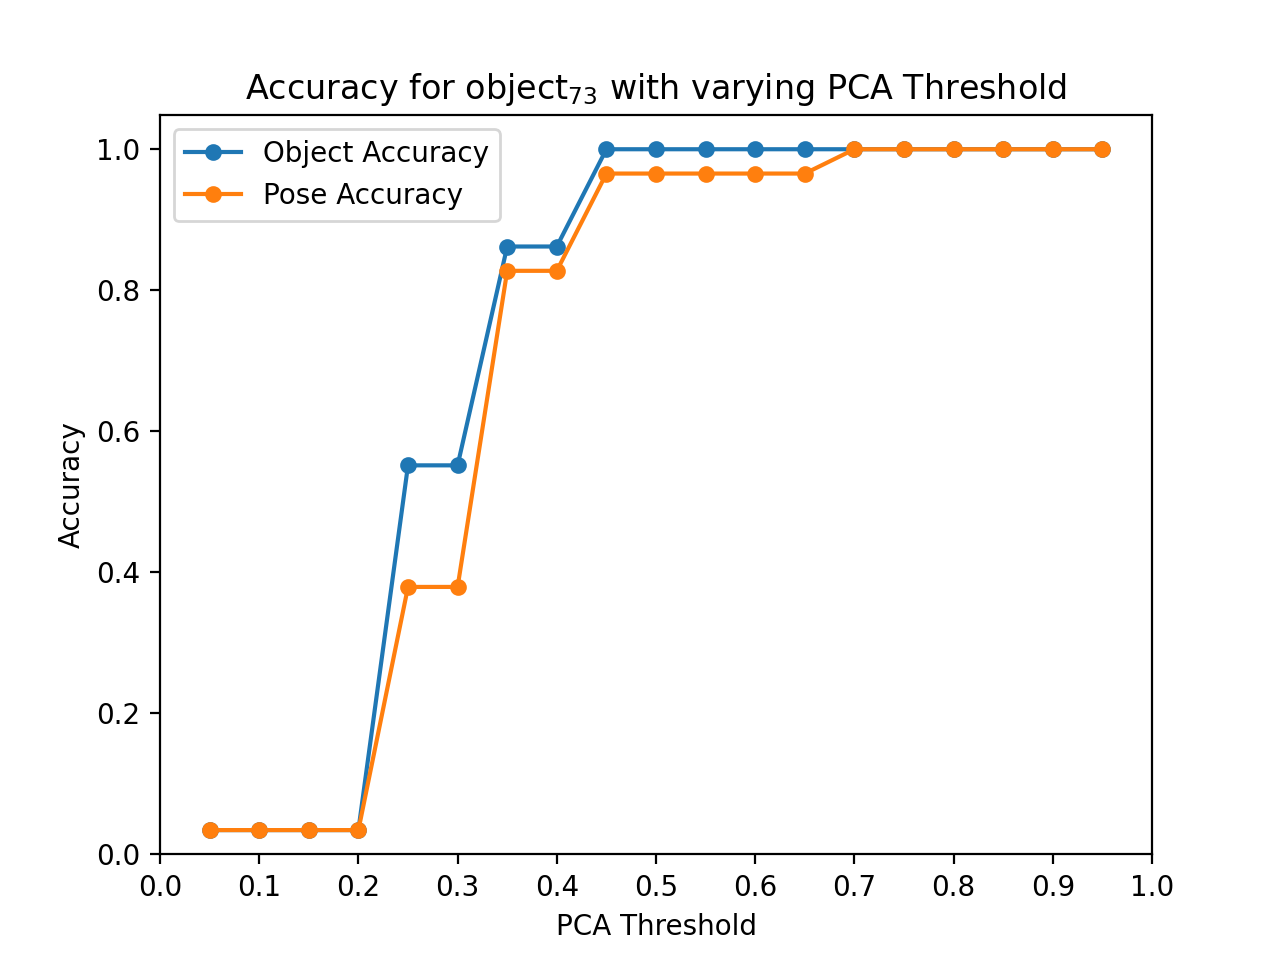 Accuracy for object₇₃ with varying PCA Threshold
Object Accuracy
Pose Accuracy
Accuracy
1.0
0.8
0.6
0.4
0.2
0.0
0.0 0.1 0.2 0.3 0.4 0.5 0.6 0.7 0.8 0.9 1.0
PCA Threshold